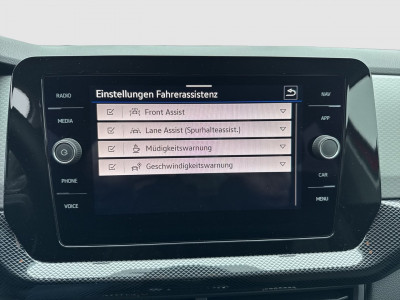 Einstellungen Fahrerassistenz
RADIO
MEDIA
PHONE
VOICE
Front Assist
Lane Assist (Spurhalteassist.)
Müdigkeitswarnung
Geschwindigkeitswarnung
NAV
APP
CAR
MENU